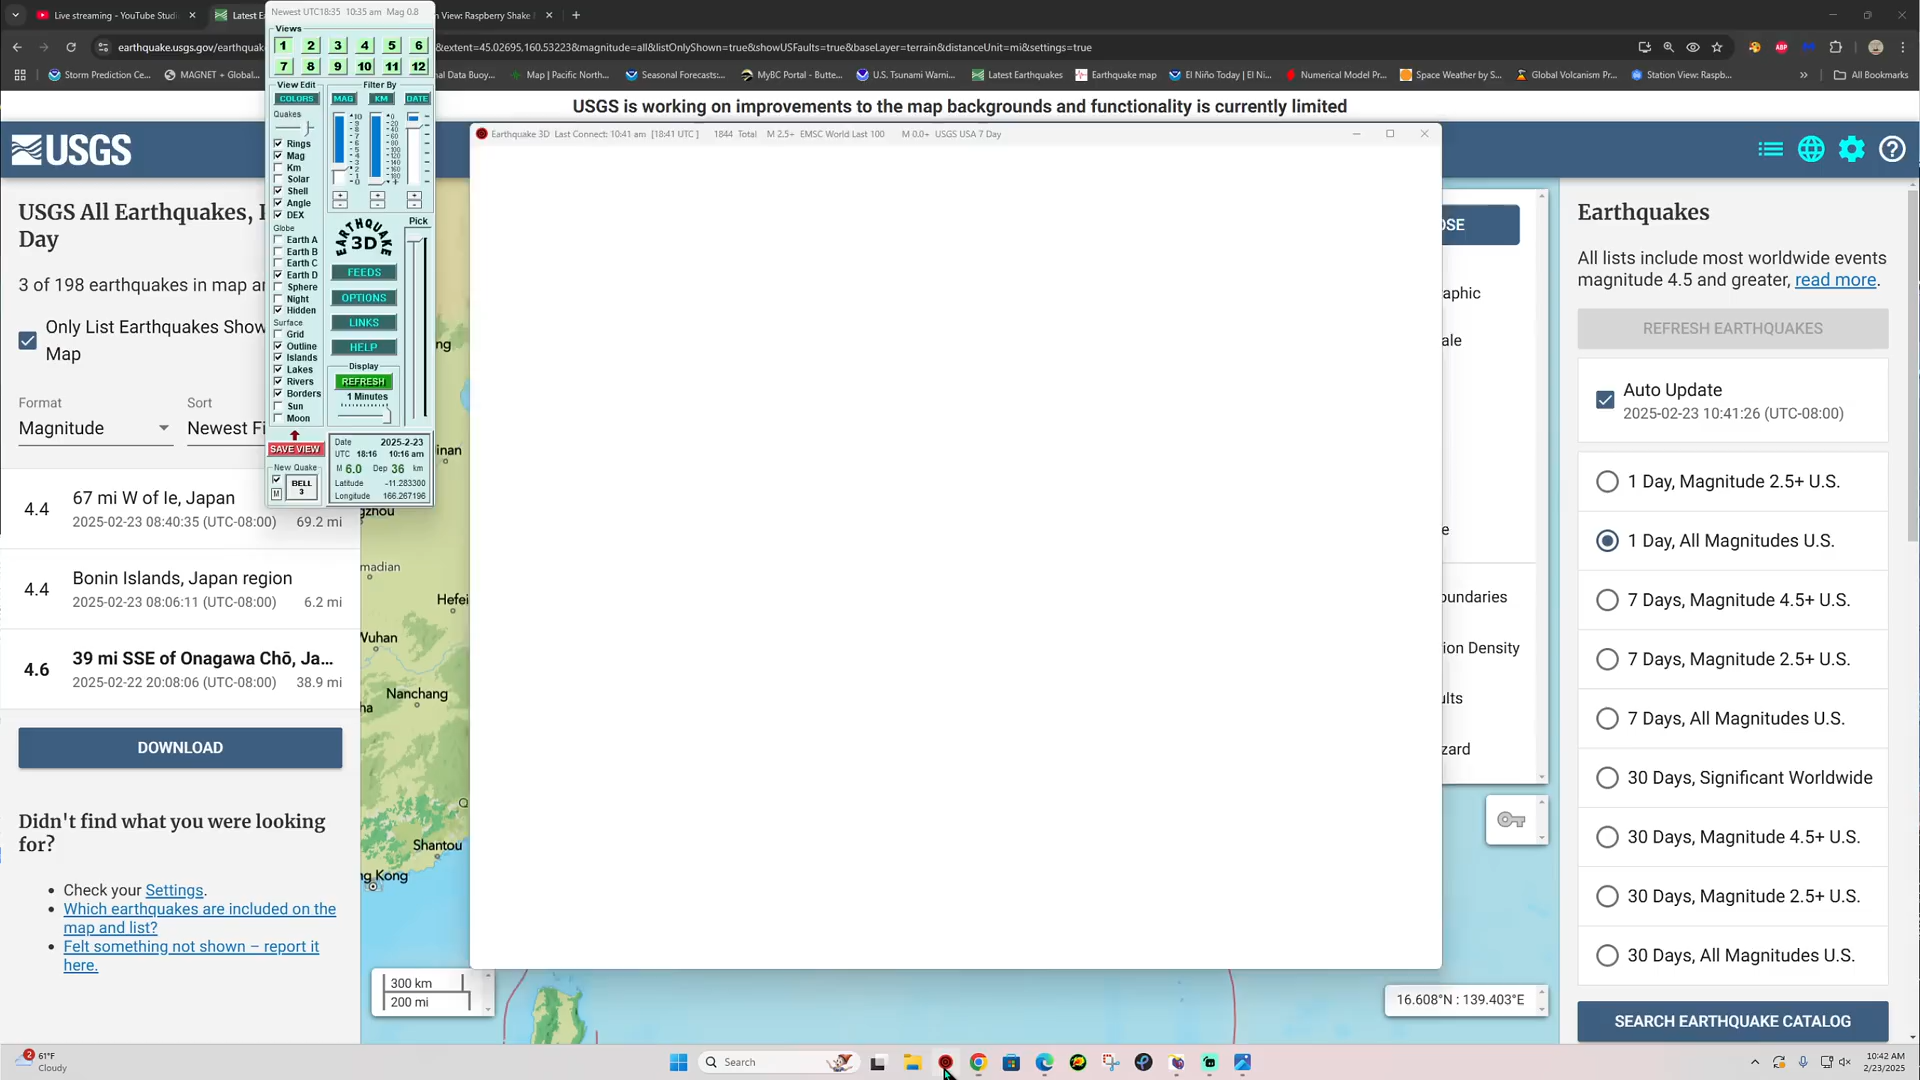 Live streaming - YouTube Studi
Latest E
n View: Raspberry Shake
earthquake.usgs.gov/earthquake
&extent=45.02695,160.53223&magnitude=all&listOnlyShown=true&showUSFaults=true&baseLayer=terrain&distanceUnit=mi&settings=true
Storm Prediction Ce...
MAGNET + Global...
nal Data Buoy...
Map | Pacific North...
Seasonal Forecasts:...
MyBC Portal - Butte...
U.S. Tsunami Warni...
Latest Earthquakes
Earthquake map
El Niño Today | El Ni...
Numerical Model Pr...
Space Weather by S...
Global Volcanism Pr...
Station View: Raspb...
All Bookmarks
USGS is working on improvements to the map backgrounds and functionality is currently limited
USGS
USGS All Earthquakes,
Day
3 of 198 earthquakes in map ar
Only List Earthquakes Show
Map
Format
Sort
Magnitude
Newest Fi
4.4
67 mi W of Ie, Japan
2025-02-23 08:40:35 (UTC-08:00)
69.2 mi
4.4
Bonin Islands, Japan region
2025-02-23 08:06:11 (UTC-08:00)
6.2 mi
4.6
39 mi SSE of Onagawa Chō, Ja...
2025-02-22 20:08:06 (UTC-08:00)
38.9 mi
DOWNLOAD
Didn't find what you were looking
for?
Check your Settings.
Which earthquakes are included on the
map and list?
Felt something not shown – report it
here.
Newest UTC18:35 10:35 am Mag 0.8
Views
1 2 3 4 5 6
7 8 9 10 11 12
View Edit
Filter By
COLORS
MAG
KM
DATE
Quakes
Rings
Mag
Km
Solar
Shell
Angle
DEX
Globe
Earth A
Earth B
Earth C
Earth D
Sphere
Night
Hidden
Surface
Grid
Outline
Islands
Lakes
Rivers
Borders
Sun
Moon
Pick
EARTHQUAKE
3D
FEEDS
OPTIONS
LINKS
HELP
Display
REFRESH
1 Minutes
SAVE VIEW
New Quake
M
BELL
3
Date 2025-2-23
UTC 18:16 10:16 am
M 6.0 Dep 36 km
Latitude -11.283300
Longitude 166.267196
Earthquake 3D Last Connect: 10:41 am [18:41 UTC ] 1844 Total M 2.5+ EMSC World Last 100 M 0.0+ USGS USA 7 Day
ng
inan
gzhou
madian
Hefei
Wuhan
Nanchang
ha
Shantou
ng Kong
300 km
200 mi
OSE
aphic
ale
e
undaries
ion Density
ults
zard
16.608°N : 139.403°E
Earthquakes
All lists include most worldwide events
magnitude 4.5 and greater, read more.
REFRESH EARTHQUAKES
Auto Update
2025-02-23 10:41:26 (UTC-08:00)
1 Day, Magnitude 2.5+ U.S.
1 Day, All Magnitudes U.S.
7 Days, Magnitude 4.5+ U.S.
7 Days, Magnitude 2.5+ U.S.
7 Days, All Magnitudes U.S.
30 Days, Significant Worldwide
30 Days, Magnitude 4.5+ U.S.
30 Days, Magnitude 2.5+ U.S.
30 Days, All Magnitudes U.S.
SEARCH EARTHQUAKE CATALOG
2
61°F
Cloudy
Search
10:42 AM
2/23/2025